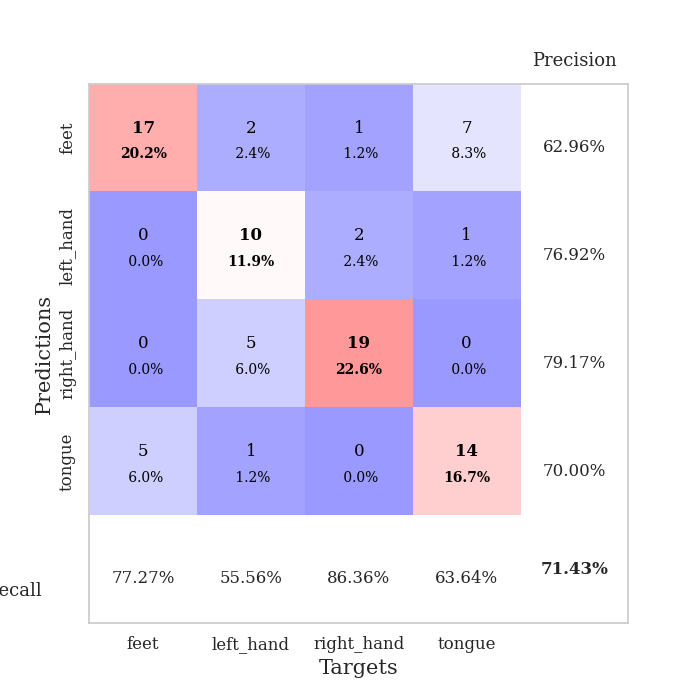 Precision
feet
17 2 1 7
20.2% 2.4% 1.2% 8.3%
62.96%
left_hand
0 10 2 1
0.0% 11.9% 2.4% 1.2%
76.92%
Predictions
right_hand
0 5 19 0
0.0% 6.0% 22.6% 0.0%
79.17%
tongue
5 1 0 14
6.0% 1.2% 0.0% 16.7%
70.00%
ecall
77.27% 55.56% 86.36% 63.64% 71.43%
feet left_hand right_hand tongue
Targets